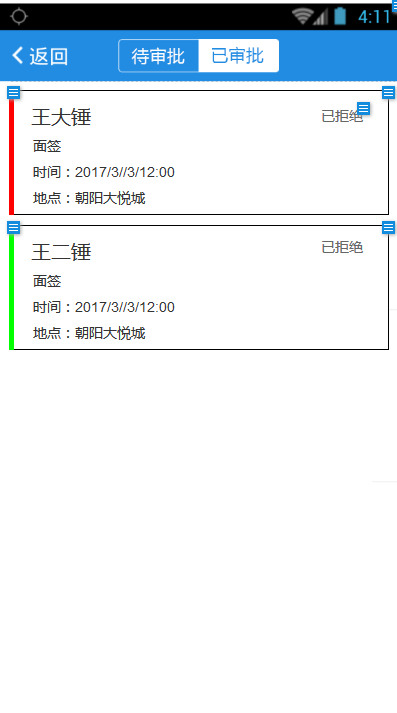 4:11
返回 待审批 已审批
王大锤 已拒绝
面签
时间：2017/3//3/12:00
地点：朝阳大悦城
王二锤 已拒绝
面签
时间：2017/3//3/12:00
地点：朝阳大悦城